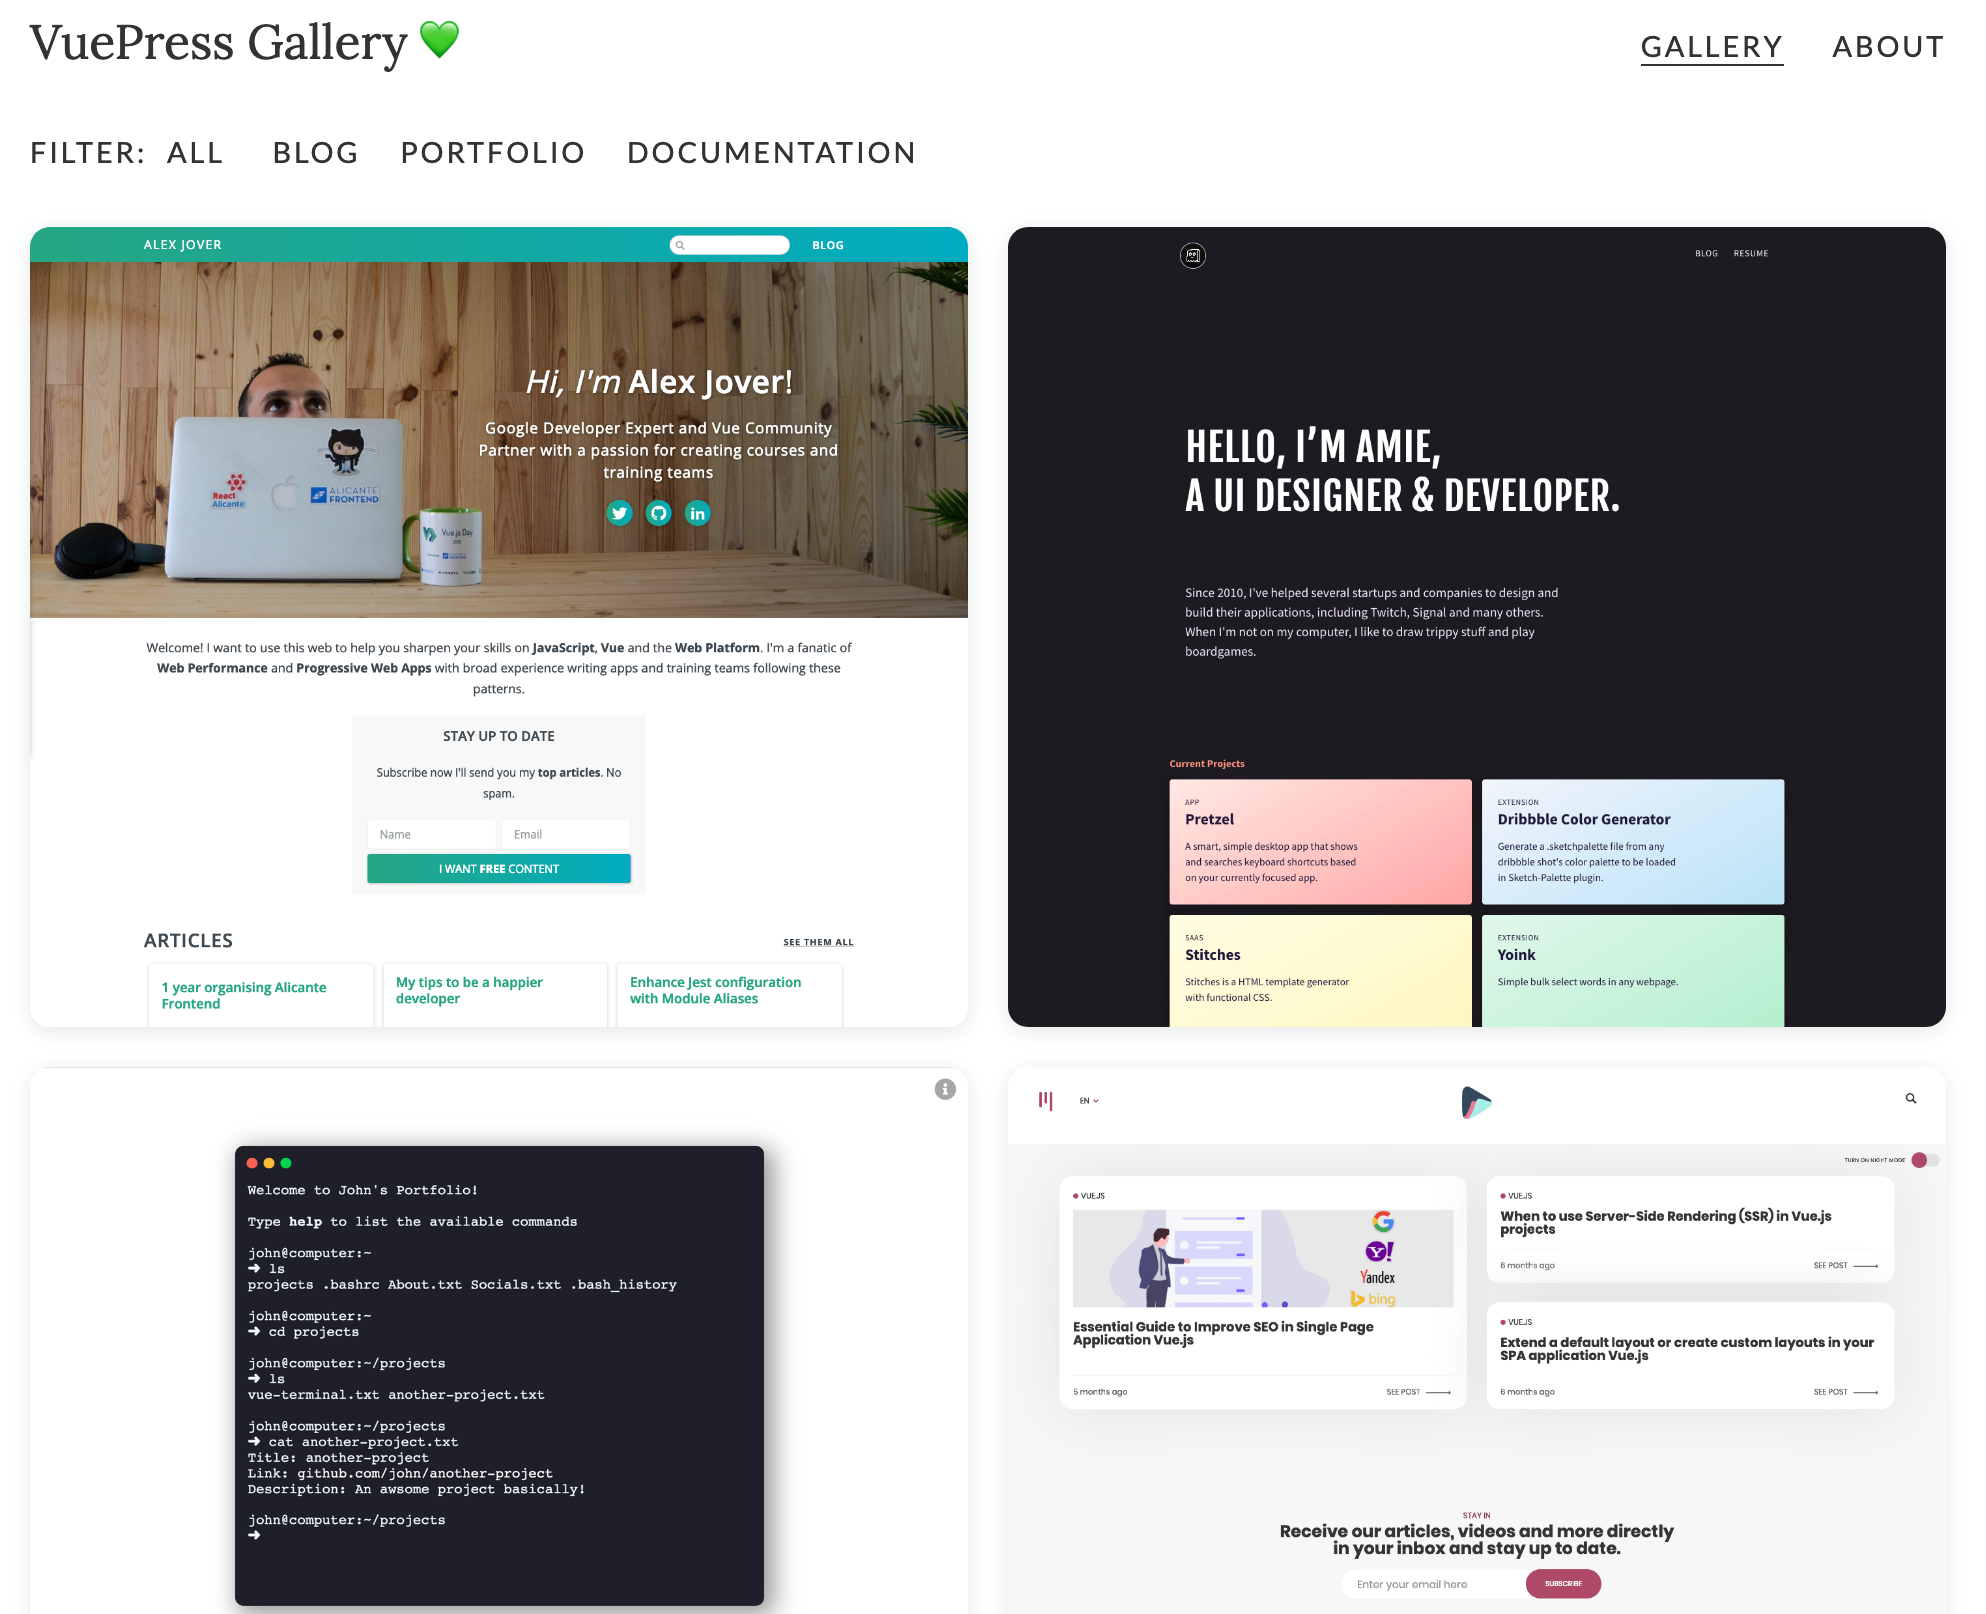 VuePress Gallery
GALLERY ABOUT
FILTER: ALL BLOG PORTFOLIO DOCUMENTATION
ALEX JOVER
BLOG
Hi, I'm Alex Jover!
Google Developer Expert and Vue Community
Partner with a passion for creating courses and
training teams
React
Alicante
ALICANTE
FRONTEND
Vue.js Day
Welcome! I want to use this web to help you sharpen your skills on JavaScript, Vue and the Web Platform. I'm a fanatic of
Web Performance and Progressive Web Apps with broad experience writing apps and training teams following these
patterns.
STAY UP TO DATE
Subscribe now I'll send you my top articles. No
spam.
Name Email
I WANT FREE CONTENT
ARTICLES
SEE THEM ALL
1 year organising Alicante
Frontend
My tips to be a happier
developer
Enhance Jest configuration
with Module Aliases
BLOG RESUME
HELLO, I'M AMIE,
A UI DESIGNER & DEVELOPER.
Since 2010, I've helped several startups and companies to design and
build their applications, including Twitch, Signal and many others.
When I'm not on my computer, I like to draw trippy stuff and play
boardgames.
Current Projects
APP
Pretzel
A smart, simple desktop app that shows
and searches keyboard shortcuts based
on your currently focused app.
EXTENSION
Dribbble Color Generator
Generate a .sketchpalette file from any
dribbble shot's color palette to be loaded
in Sketch-Palette plugin.
SAAS
Stitches
Stitches is a HTML template generator
with functional CSS.
EXTENSION
Yoink
Simple bulk select words in any webpage.
Welcome to John's Portfolio!
Type help to list the available commands
john@computer:~
➜ ls
projects .bashrc About.txt Socials.txt .bash_history
john@computer:~
➜ cd projects
john@computer:~/projects
➜ ls
vue-terminal.txt another-project.txt
john@computer:~/projects
➜ cat another-project.txt
Title: another-project
Link: github.com/john/another-project
Description: An awsome project basically!
john@computer:~/projects
➜
EN
TURN ON NIGHT MODE
VUE.JS
Google
Y!
Yandex
bing
Essential Guide to Improve SEO in Single Page
Application Vue.js
5 months ago SEE POST
VUE.JS
When to use Server-Side Rendering (SSR) in Vue.js
projects
6 months ago SEE POST
VUE.JS
Extend a default layout or create custom layouts in your
SPA application Vue.js
6 months ago SEE POST
STAY IN
Receive our articles, videos and more directly
in your inbox and stay up to date.
Enter your email here SUBSCRIBE